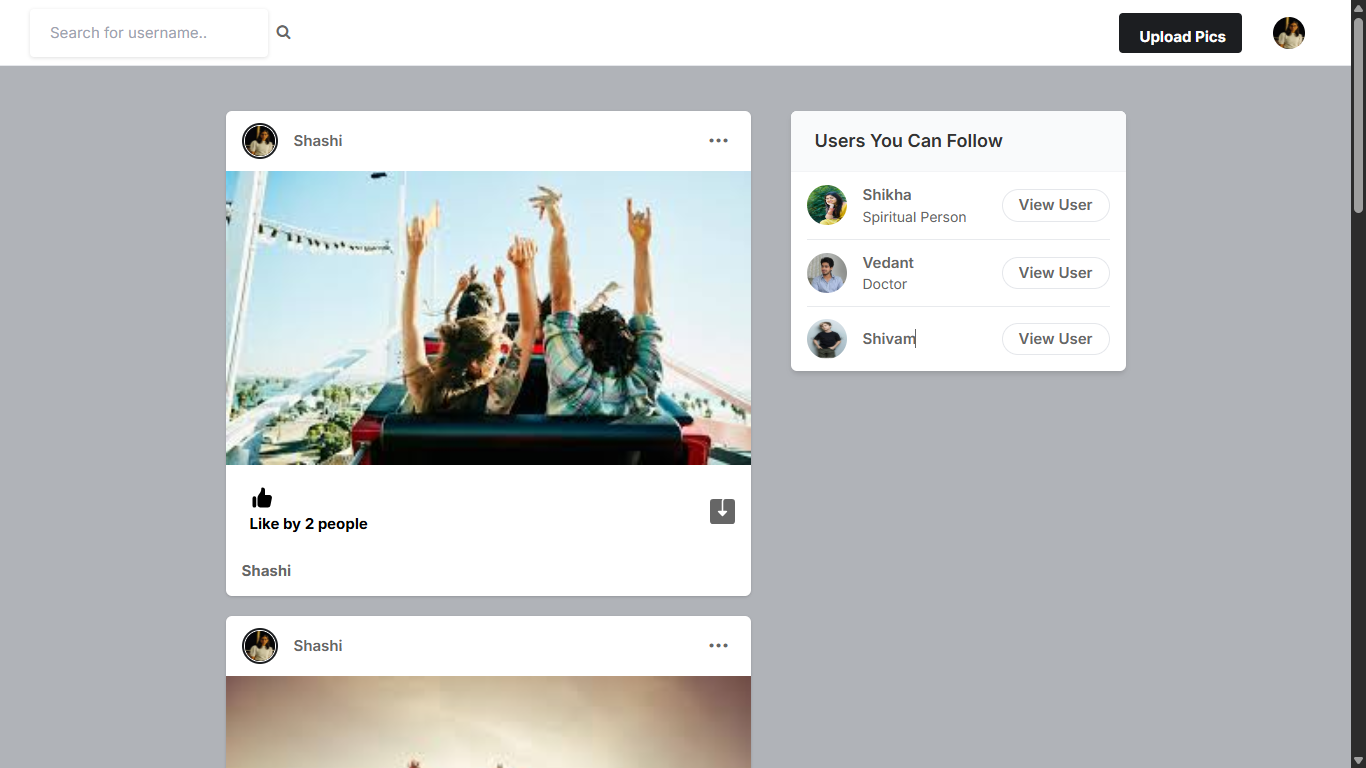 Search for username..
Upload Pics
Shashi
Users You Can Follow
Shikha
Spiritual Person
View User
Vedant
Doctor
View User
Shivam
View User
Like by 2 people
Shashi
Shashi